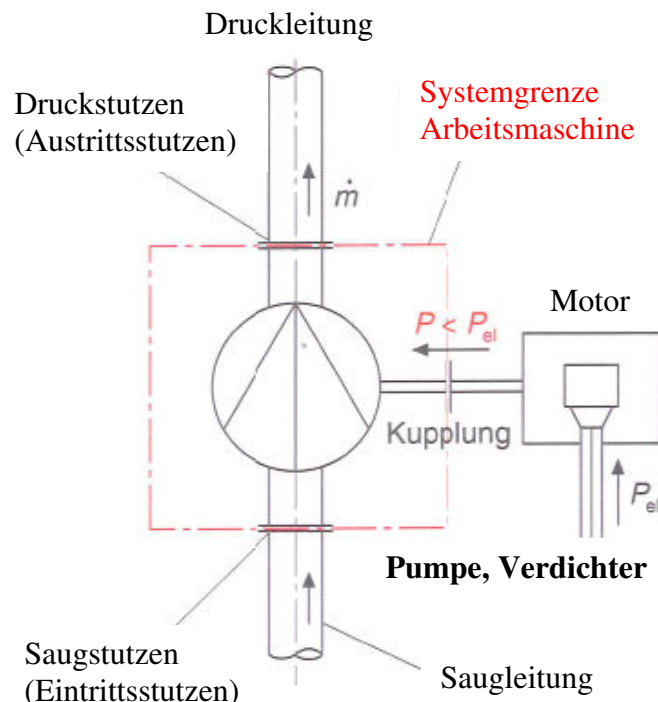 Druckleitung
Druckstutzen
(Austrittsstutzen)
Systemgrenze
Arbeitsmaschine
ṁ
Motor
P < Pel
Kupplung
Pel
Pumpe, Verdichter
Saugstutzen
(Eintrittsstutzen)
Saugleitung